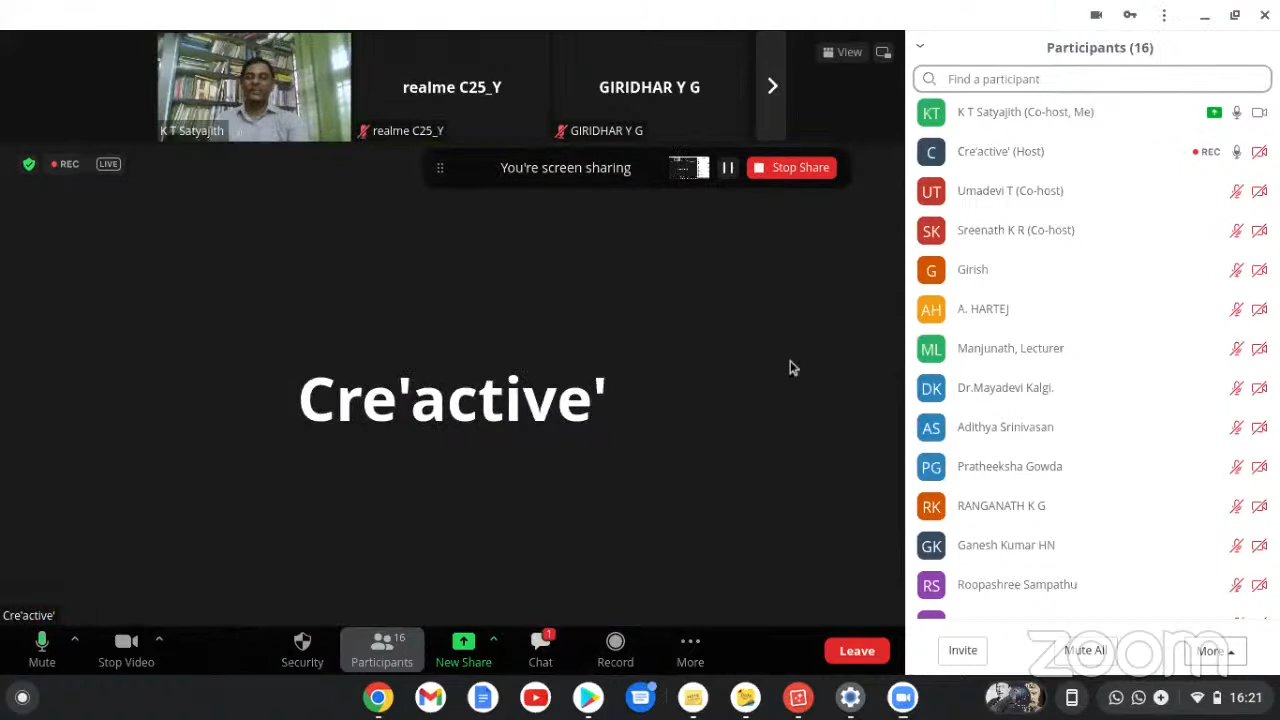 Participants (16)
View
Find a participant
realme C25_Y
GIRIDHAR Y G
K T Satyajith
realme C25_Y
GIRIDHAR Y G
KT K T Satyajith (Co-host, Me)
REC LIVE
You're screen sharing Stop Share
C Cre'active' (Host) REC
UT Umadevi T (Co-host)
SK Sreenath K R (Co-host)
G Girish
AH A. HARTEJ
ML Manjunath, Lecturer
DK Dr.Mayadevi Kalgi.
Cre'active'
AS Adithya Srinivasan
PG Pratheeksha Gowda
RK RANGANATH K G
GK Ganesh Kumar HN
RS Roopashree Sampathu
Cre'active'
Mute
Stop Video
Security
16
Participants
New Share
1
Chat
Record
More
Leave
Invite
Mute All
More
zoom
16:21